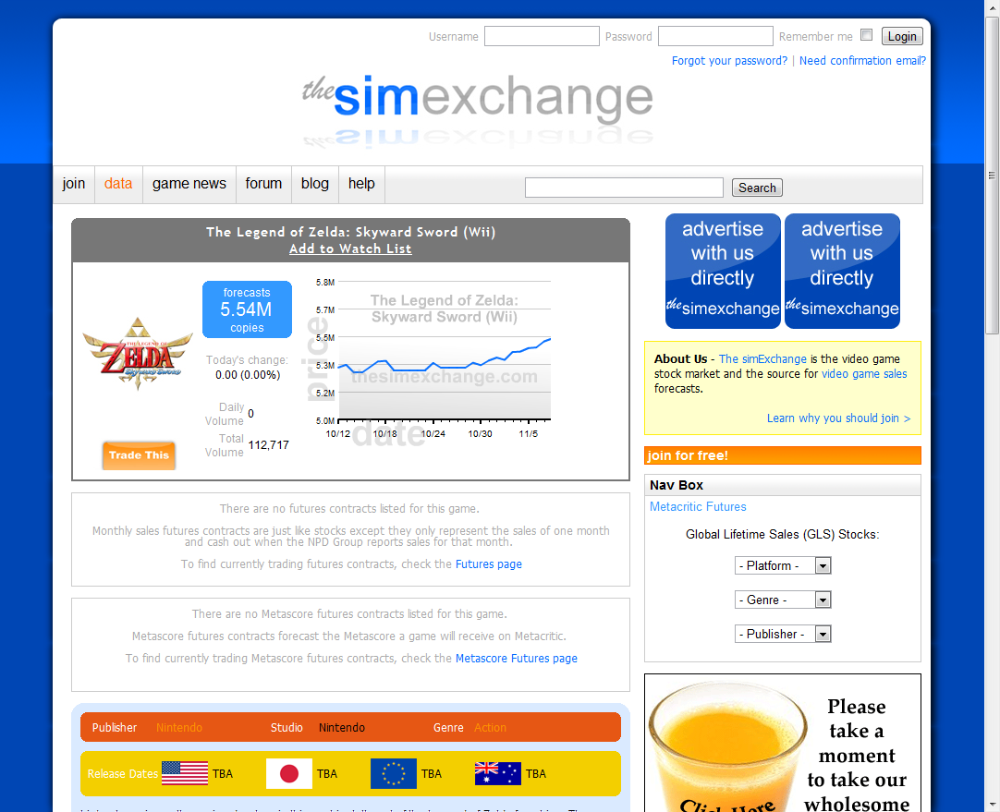 Username Password Remember me Login
Forgot your password? | Need confirmation email?
thesimexchange
join data game news forum blog help Search
The Legend of Zelda: Skyward Sword (Wii)
Add to Watch List
THE LEGEND OF
ZELDA
Skyward Sword
Trade This
forecasts
5.54M
copies
Today's change:
0.00 (0.00%)
Daily
Volume 0
Total
Volume 112,717
The Legend of Zelda:
Skyward Sword (Wii)
5.8M
5.7M
5.5M
5.3M
5.2M
5.0M
price
thesimexchange.com
10/12 10/18 10/24 10/30 11/5
date
advertise
with us
directly
thesimexchange
advertise
with us
directly
thesimexchange
About Us - The simExchange is the video game
stock market and the source for video game sales
forecasts.
Learn why you should join >
join for free!
Nav Box
Metacritic Futures
Global Lifetime Sales (GLS) Stocks:
- Platform -
- Genre -
- Publisher -
There are no futures contracts listed for this game.
Monthly sales futures contracts are just like stocks except they only represent the sales of one month
and cash out when the NPD Group reports sales for that month.
To find currently trading futures contracts, check the Futures page
There are no Metascore futures contracts listed for this game.
Metascore futures contracts forecast the Metascore a game will receive on Metacritic.
To find currently trading Metascore futures contracts, check the Metascore Futures page
Publisher Nintendo Studio Nintendo Genre Action
Release Dates TBA TBA TBA TBA
Please
take a
moment
to take our
wholesome
Click Here